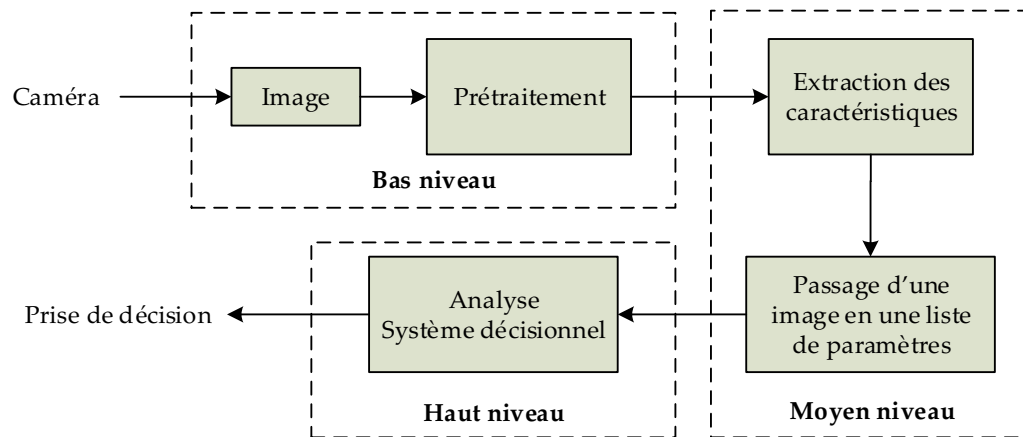 Caméra
Image
Prétraitement
Bas niveau
Extraction des
caractéristiques
Passage d'une
image en une liste
de paramètres
Moyen niveau
Analyse
Système décisionnel
Haut niveau
Prise de décision